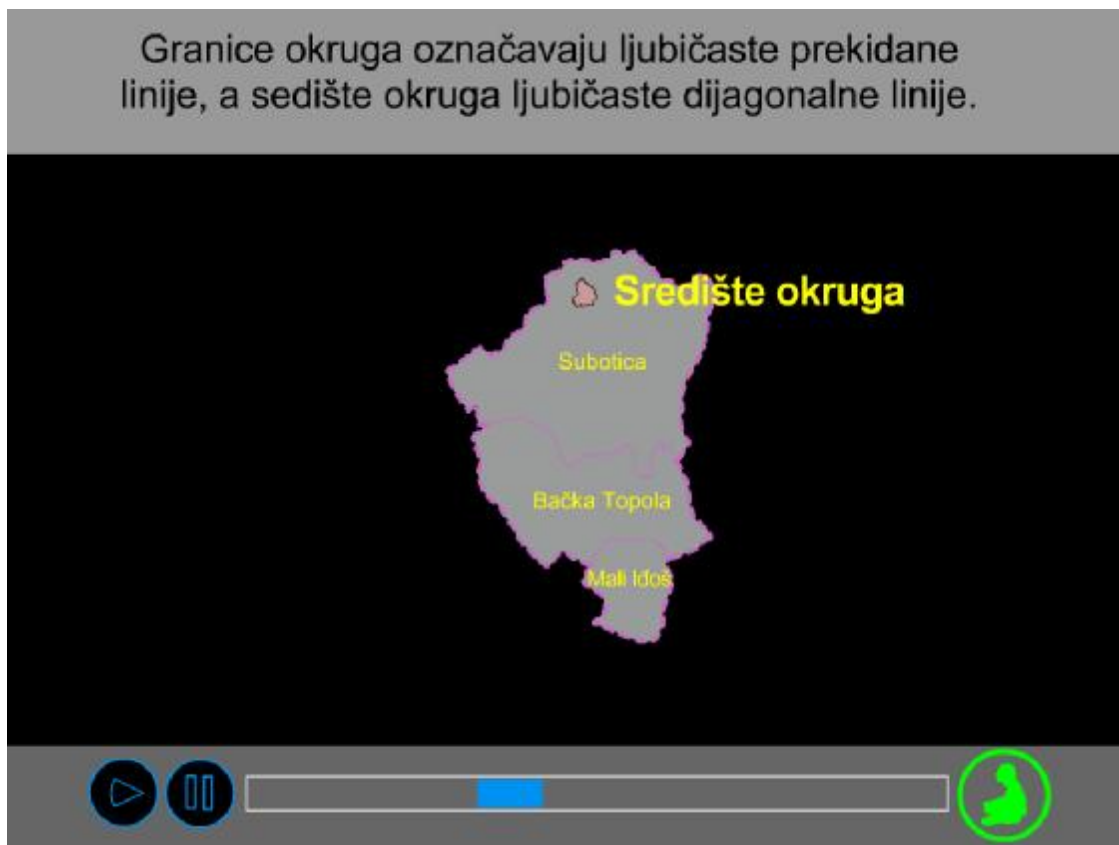 Granice okruga označavaju ljubičaste prekidane
linije, a sedište okruga ljubičaste dijagonalne linije.
Središte okruga
Subotica
Bačka Topola
Mali Iđoš